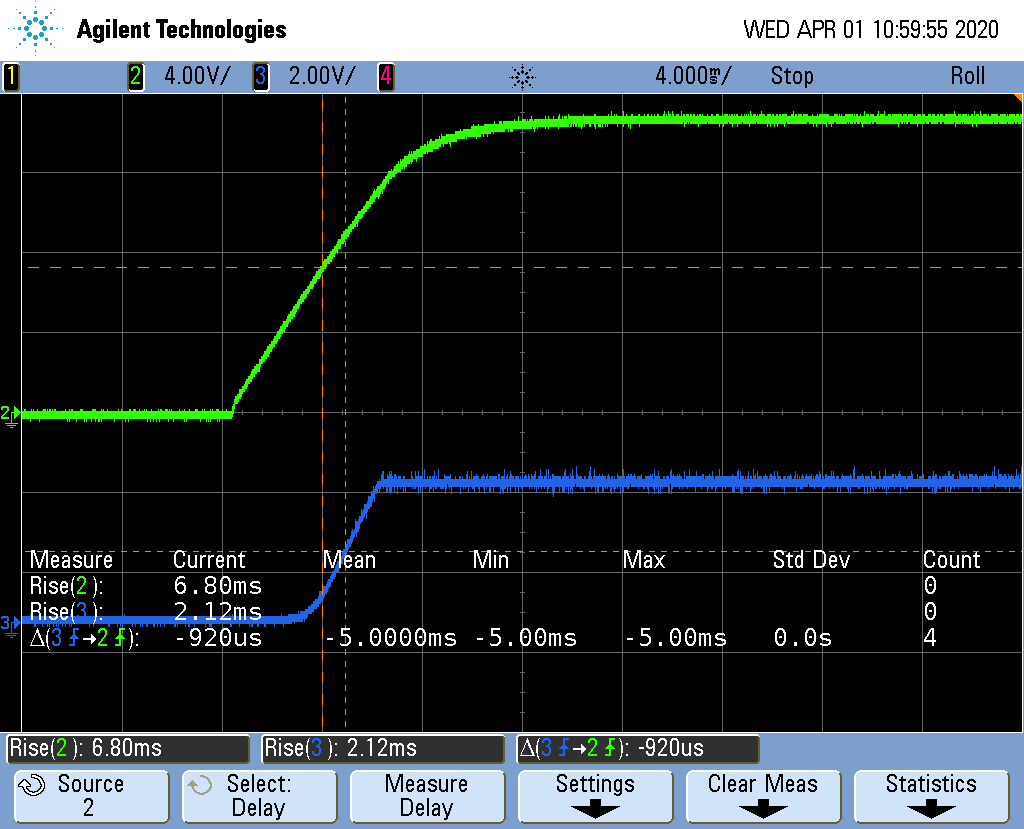 Agilent Technologies
WED APR 01 10:59:55 2020
1 2 4.00V/ 3 2.00V/ 4 4.000ms/ Stop Roll
2
3
Measure Current Mean Min Max Std Dev Count
Rise(2): 6.80ms 0
Rise(3): 2.12ms 0
Δ(3→2): -920us -5.0000ms -5.00ms -5.00ms 0.0s 4
Rise(2): 6.80ms Rise(3): 2.12ms Δ(3→2): -920us
Source Select: Measure Settings Clear Meas Statistics
2 Delay Delay